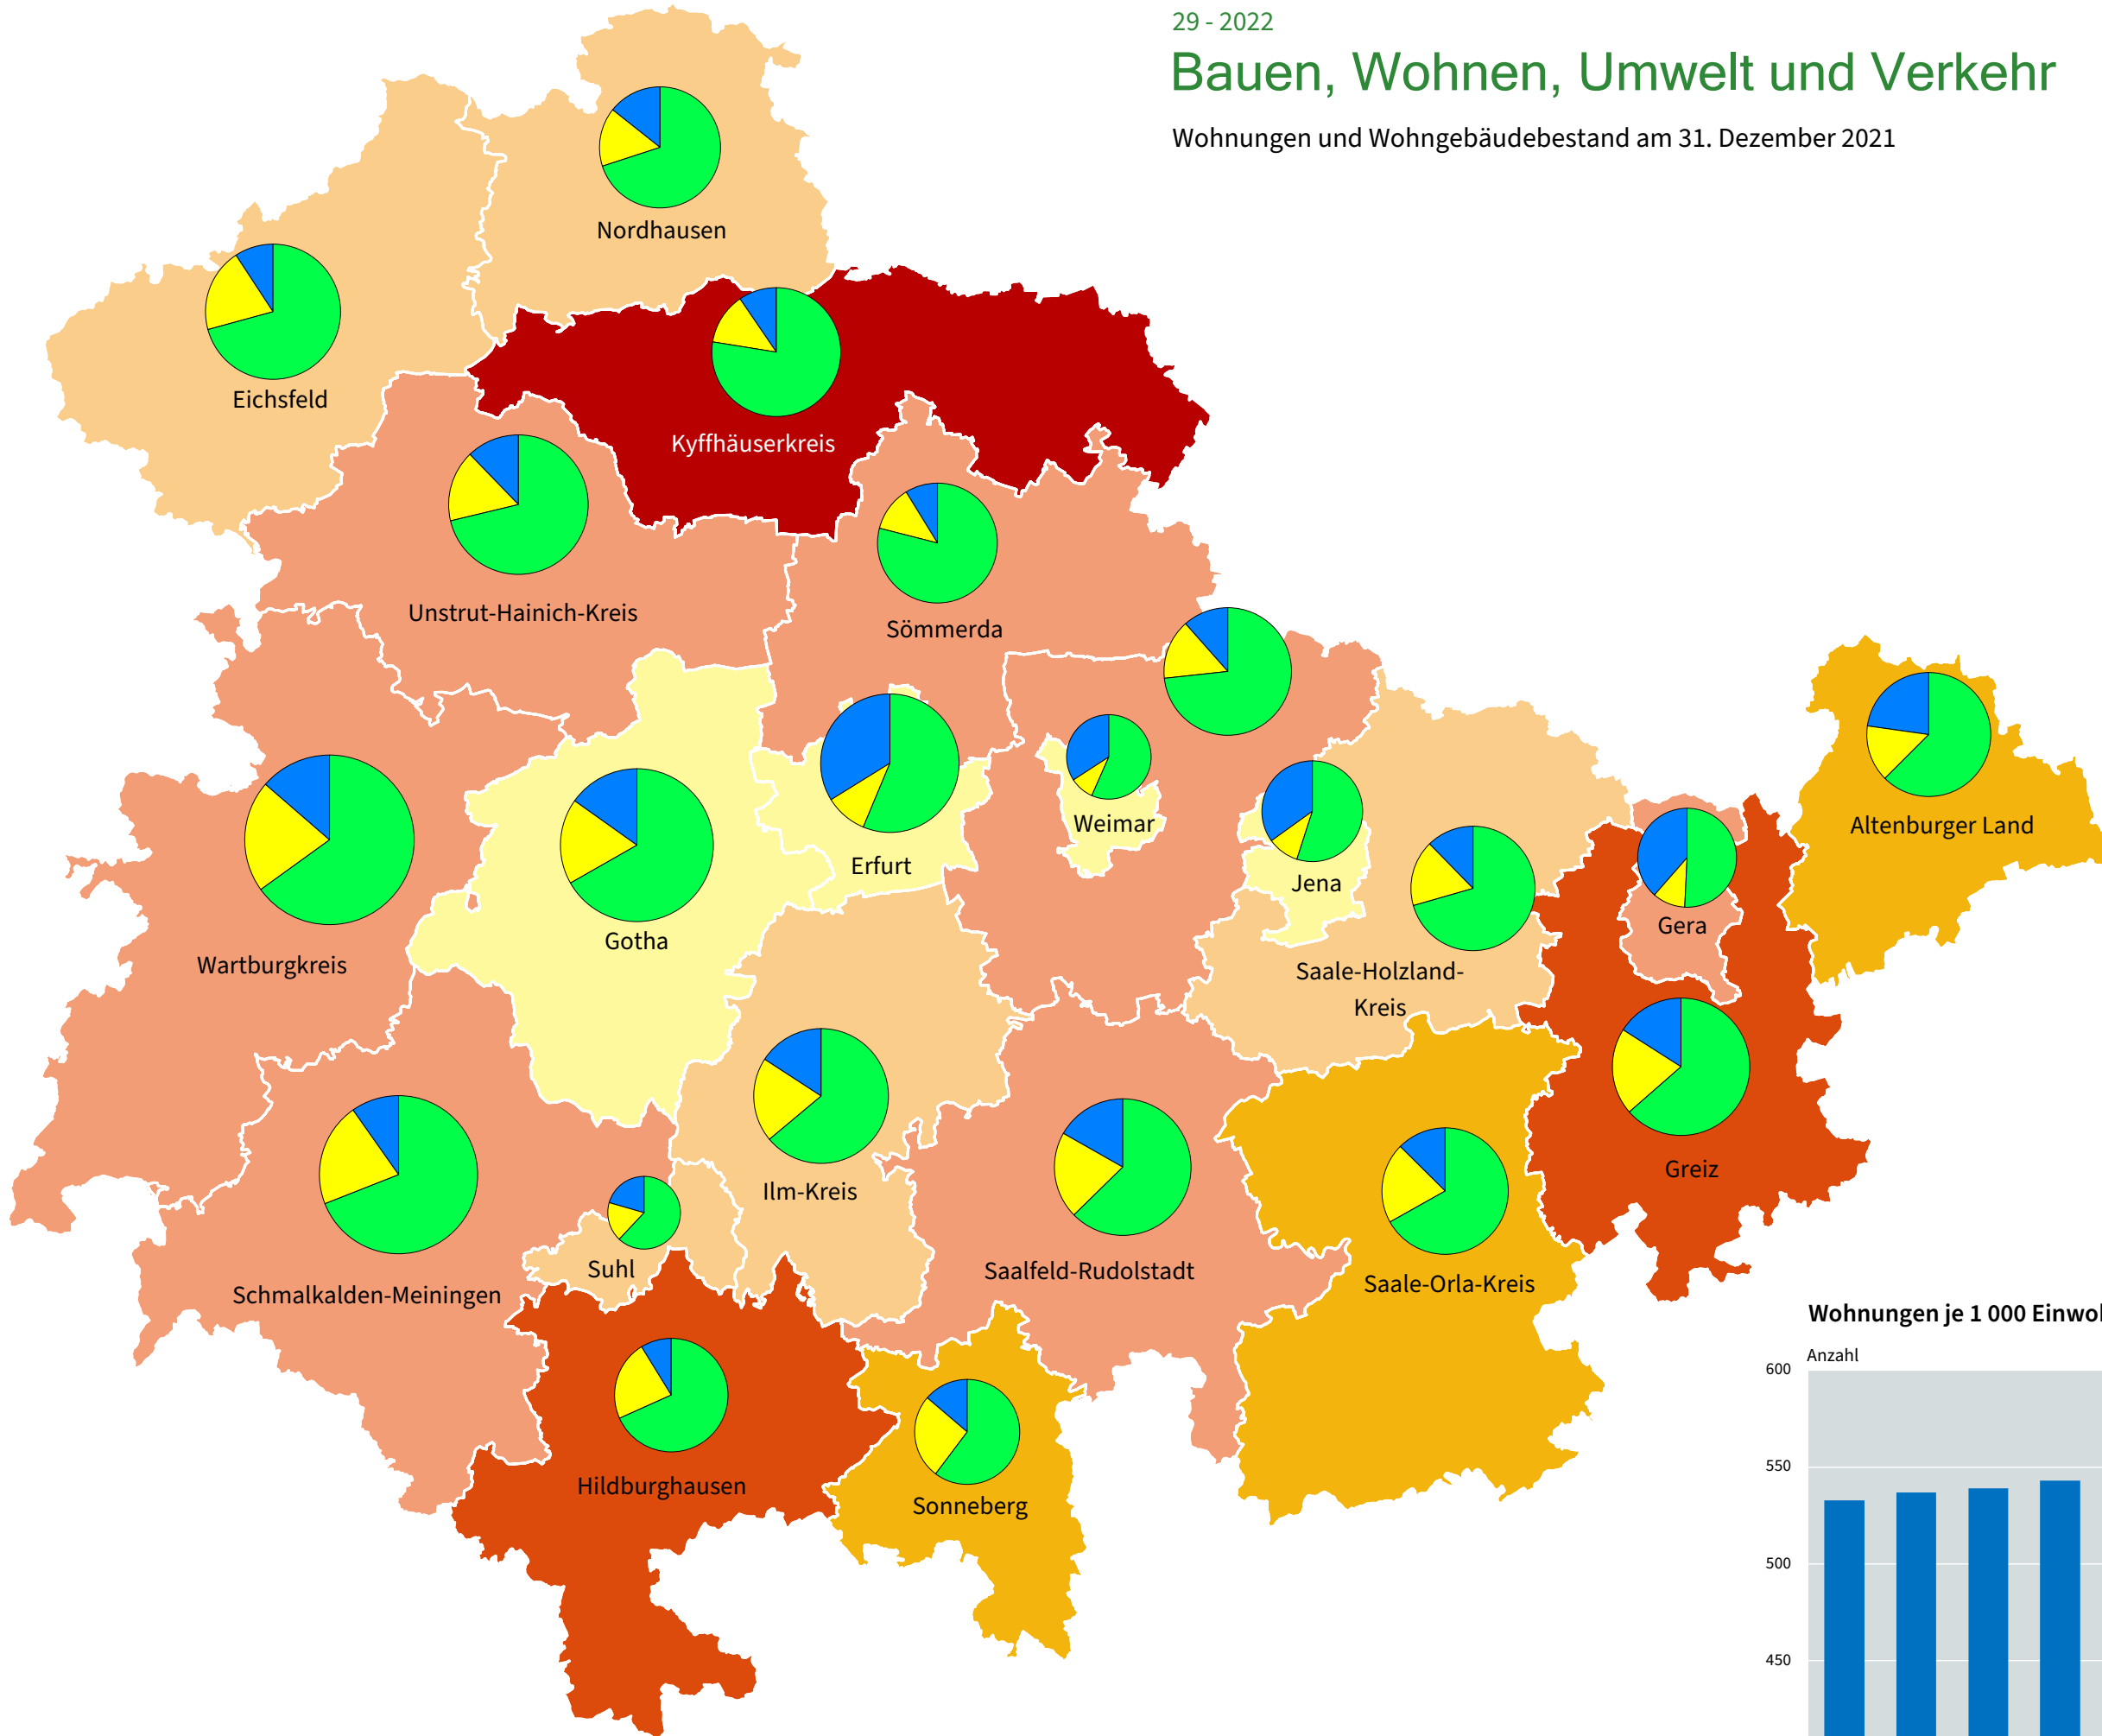 29 - 2022
Bauen, Wohnen, Umwelt und Verkehr
Wohnungen und Wohngebäudebestand am 31. Dezember 2021
Nordhausen
Eichsfeld
Kyffhäuserkreis
Unstrut-Hainich-Kreis
Sömmerda
Weimar
Altenburger Land
Erfurt
Jena
Gera
Gotha
Wartburgkreis
Saale-Holzland-
Kreis
Greiz
Ilm-Kreis
Suhl
Saalfeld-Rudolstadt
Saale-Orla-Kreis
Schmalkalden-Meiningen
Hildburghausen
Sonneberg
Wohnungen je 1 000
Anzahl
600
550
500
450